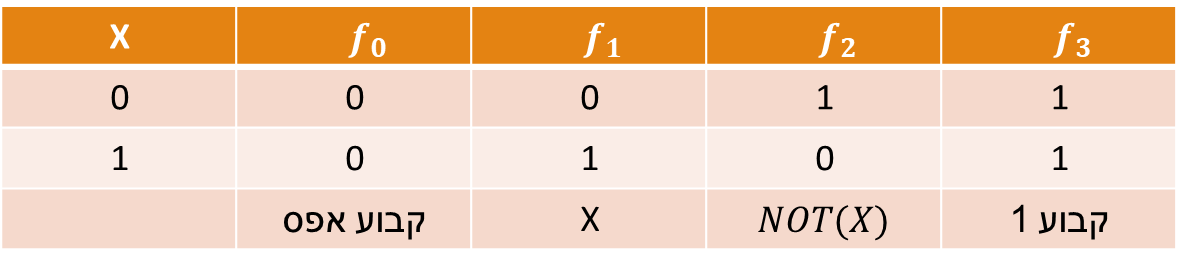 X f₀ f₁ f₂ f₃
0 0 0 1 1
1 0 1 0 1
קבוע אפס X NOT(X) קבוע 1